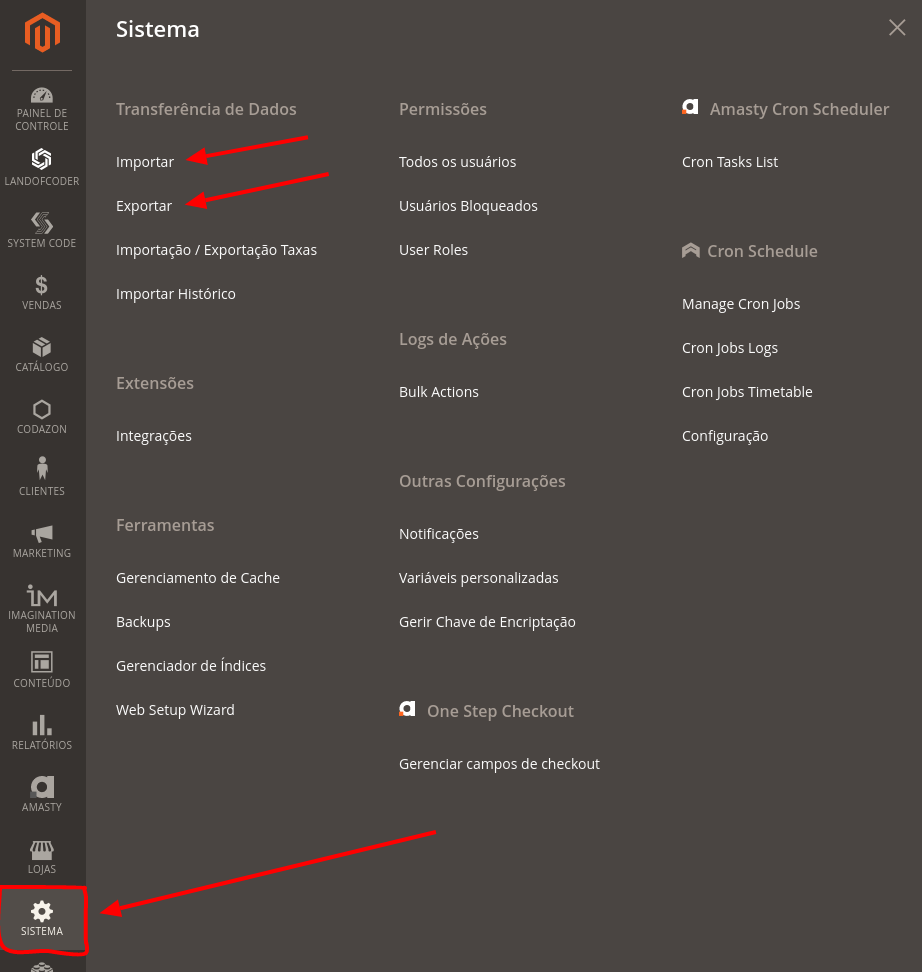 Sistema
PAINEL DE
CONTROLE
LANDOFCODER
SYSTEM CODE
VENDAS
CATÁLOGO
CODAZON
CLIENTES
MARKETING
IMAGINATION
MEDIA
CONTEÚDO
RELATÓRIOS
AMASTY
LOJAS
SISTEMA
Transferência de Dados
Importar
Exportar
Importação / Exportação Taxas
Importar Histórico
Extensões
Integrações
Ferramentas
Gerenciamento de Cache
Backups
Gerenciador de Índices
Web Setup Wizard
Permissões
Todos os usuários
Usuários Bloqueados
User Roles
Logs de Ações
Bulk Actions
Outras Configurações
Notificações
Variáveis personalizadas
Gerir Chave de Encriptação
One Step Checkout
Gerenciar campos de checkout
Amasty Cron Scheduler
Cron Tasks List
Cron Schedule
Manage Cron Jobs
Cron Jobs Logs
Cron Jobs Timetable
Configuração